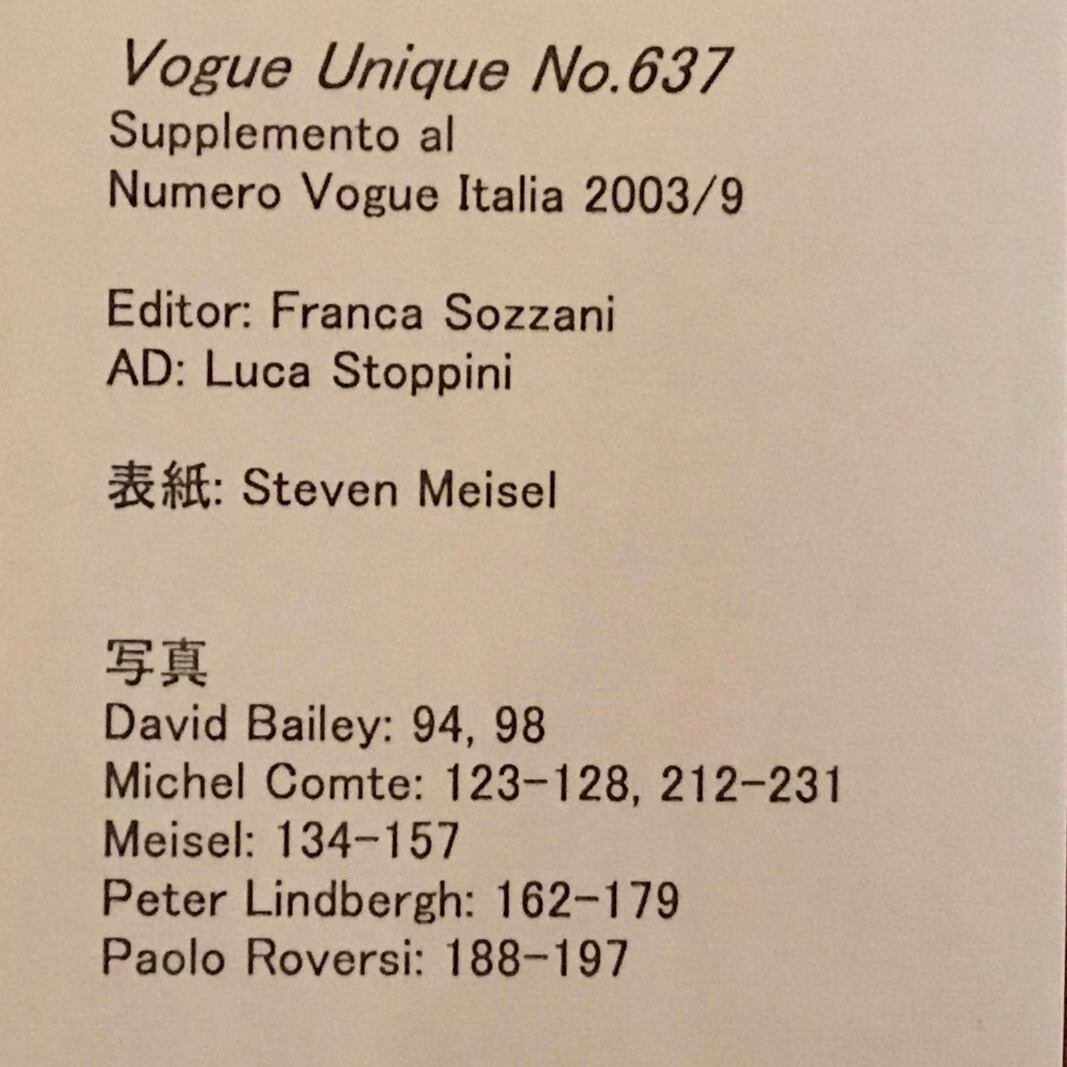 Vogue Unique No.637
Supplemento al
Numero Vogue Italia 2003/9
Editor: Franca Sozzani
AD: Luca Stoppini
表紙: Steven Meisel
写真
David Bailey: 94, 98
Michel Comte: 123-128, 212-231
Meisel: 134-157
Peter Lindbergh: 162-179
Paolo Roversi: 188-197